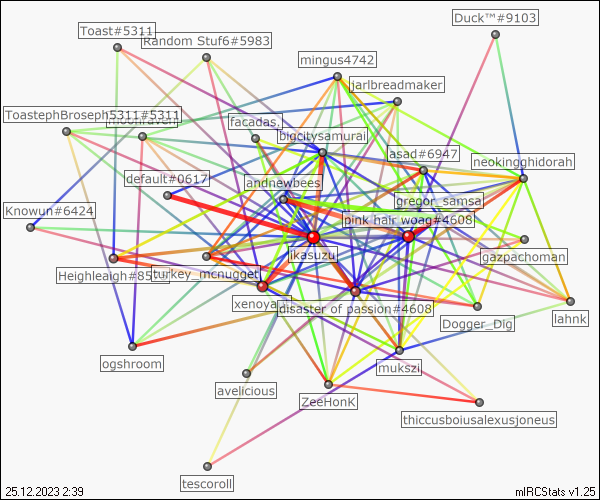 Duck™#9103
Toast#5311
Random Stuf6#5983
mingus4742
jarlbreadmaker
ToastephBroseph5311#5311
facadas.
bigcitysamurai
asad#6947
neokingghidorah
default#0617
andnewbees
gregor_samsa
Knowun#6424
pink hair woag#4608
ikasuzu
gazpachoman
Heighleaigh#85
turkey_mcnugget
xenoya
disaster of passion#4608
lahnk
Dogger_Dig
ogshroom
mukszi
avelicious
ZeeHonK
thiccusboiusalexusjoneus
tescoroll
25.12.2023 2:39
mIRCStats v1.25